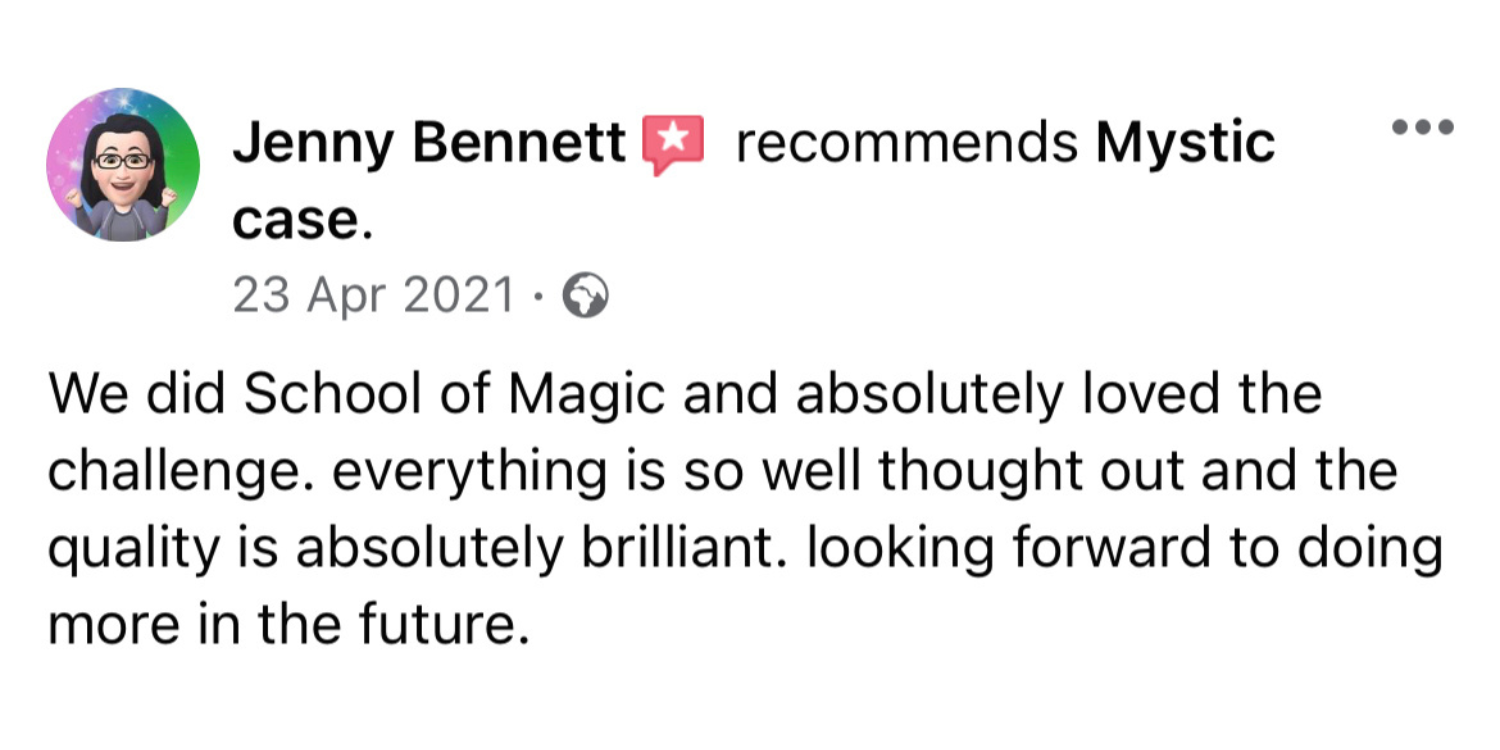 Jenny Bennett recommends Mystic
case.
23 Apr 2021 ·
We did School of Magic and absolutely loved the
challenge. everything is so well thought out and the
quality is absolutely brilliant. looking forward to doing
more in the future.